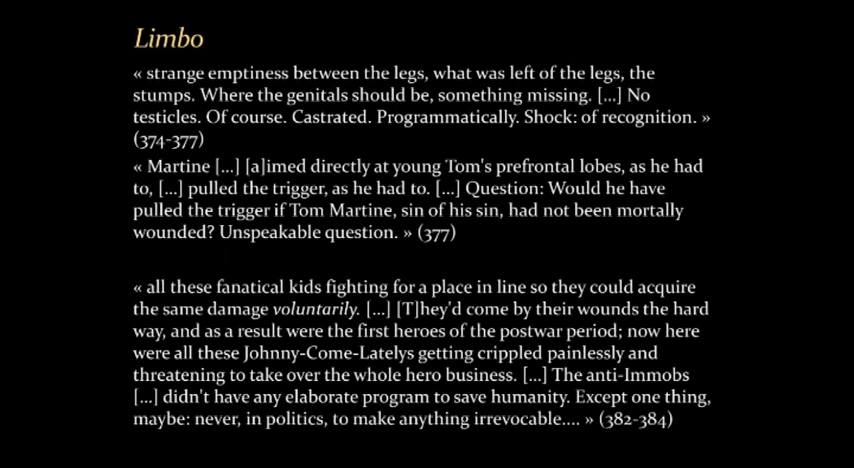 Limbo
« strange emptiness between the legs, what was left of the legs, the
stumps. Where the genitals should be, something missing. [...] No
testicles. Of course. Castrated. Programmatically. Shock: of recognition. »
(374-377)
« Martine [...] [a]imed directly at young Tom's prefrontal lobes, as he had
to, [...] pulled the trigger, as he had to. [...] Question: Would he have
pulled the trigger if Tom Martine, sin of his sin, had not been mortally
wounded? Unspeakable question. » (377)
« all these fanatical kids fighting for a place in line so they could acquire
the same damage voluntarily. [...] [T]hey'd come by their wounds the hard
way, and as a result were the first heroes of the postwar period; now here
were all these Johnny-Come-Latelys getting crippled painlessly and
threatening to take over the whole hero business. [...] The anti-Immobs
[...] didn't have any elaborate program to save humanity. Except one thing,
maybe: never, in politics, to make anything irrevocable.... » (382-384)